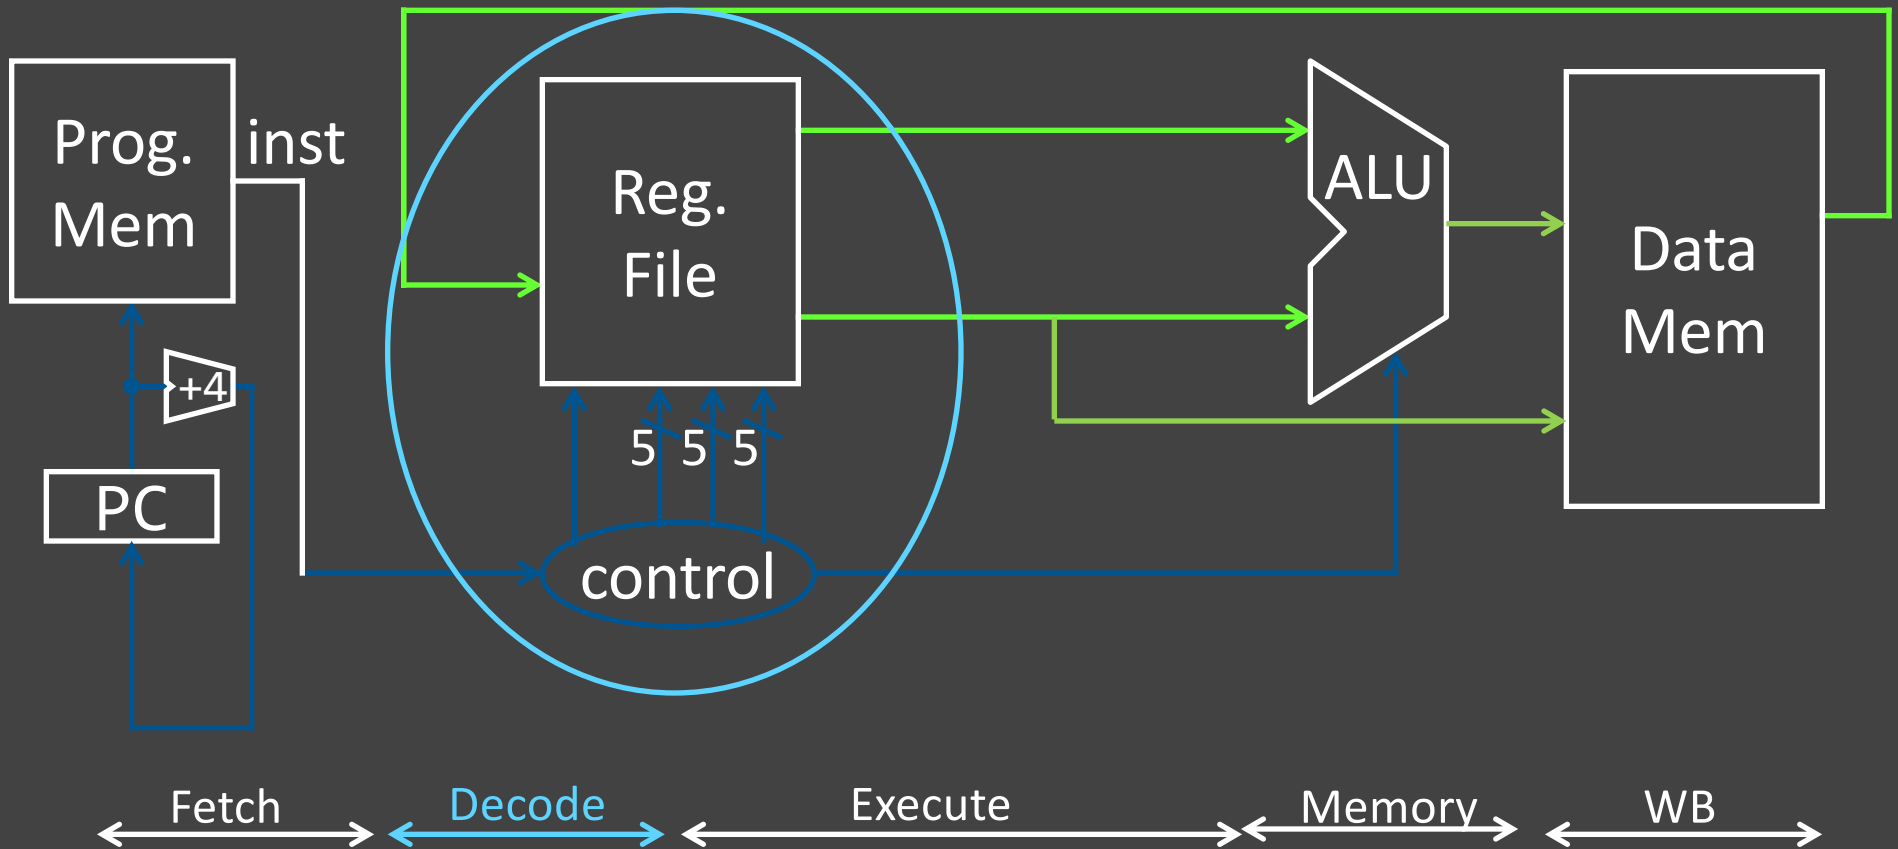 Prog.
Mem
inst
Reg.
File
ALU
Data
Mem
+4
PC
5 5 5
control
Fetch
Decode
Execute
Memory
WB